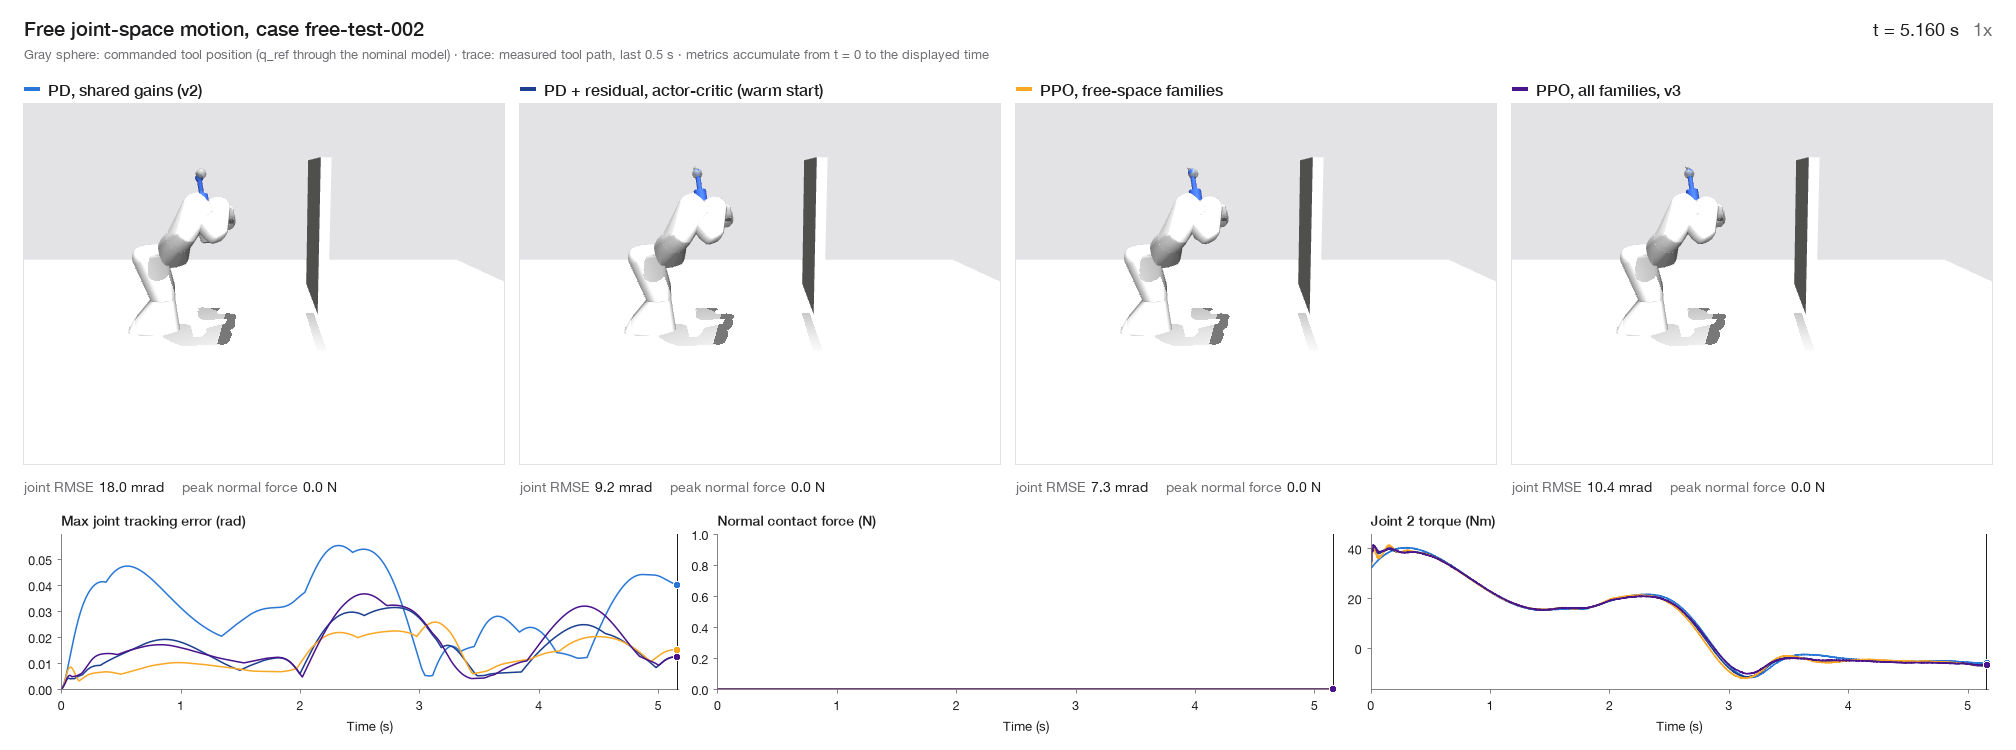 Free joint-space motion, case free-test-002
t = 5.160 s 1x
Gray sphere: commanded tool position (q_ref through the nominal model) · trace: measured tool path, last 0.5 s · metrics accumulate from t = 0 to the displayed time
PD, shared gains (v2)
PD + residual, actor-critic (warm start)
PPO, free-space families
PPO, all families, v3
joint RMSE 18.0 mrad peak normal force 0.0 N
joint RMSE 9.2 mrad peak normal force 0.0 N
joint RMSE 7.3 mrad peak normal force 0.0 N
joint RMSE 10.4 mrad peak normal force 0.0 N
Max joint tracking error (rad)
0.05
0.04
0.03
0.02
0.01
0.00
0 1 2 3 4 5
Time (s)
Normal contact force (N)
1.0
0.8
0.6
0.4
0.2
0.0
0 1 2 3 4 5
Time (s)
Joint 2 torque (Nm)
40
20
0
0 1 2 3 4 5
Time (s)